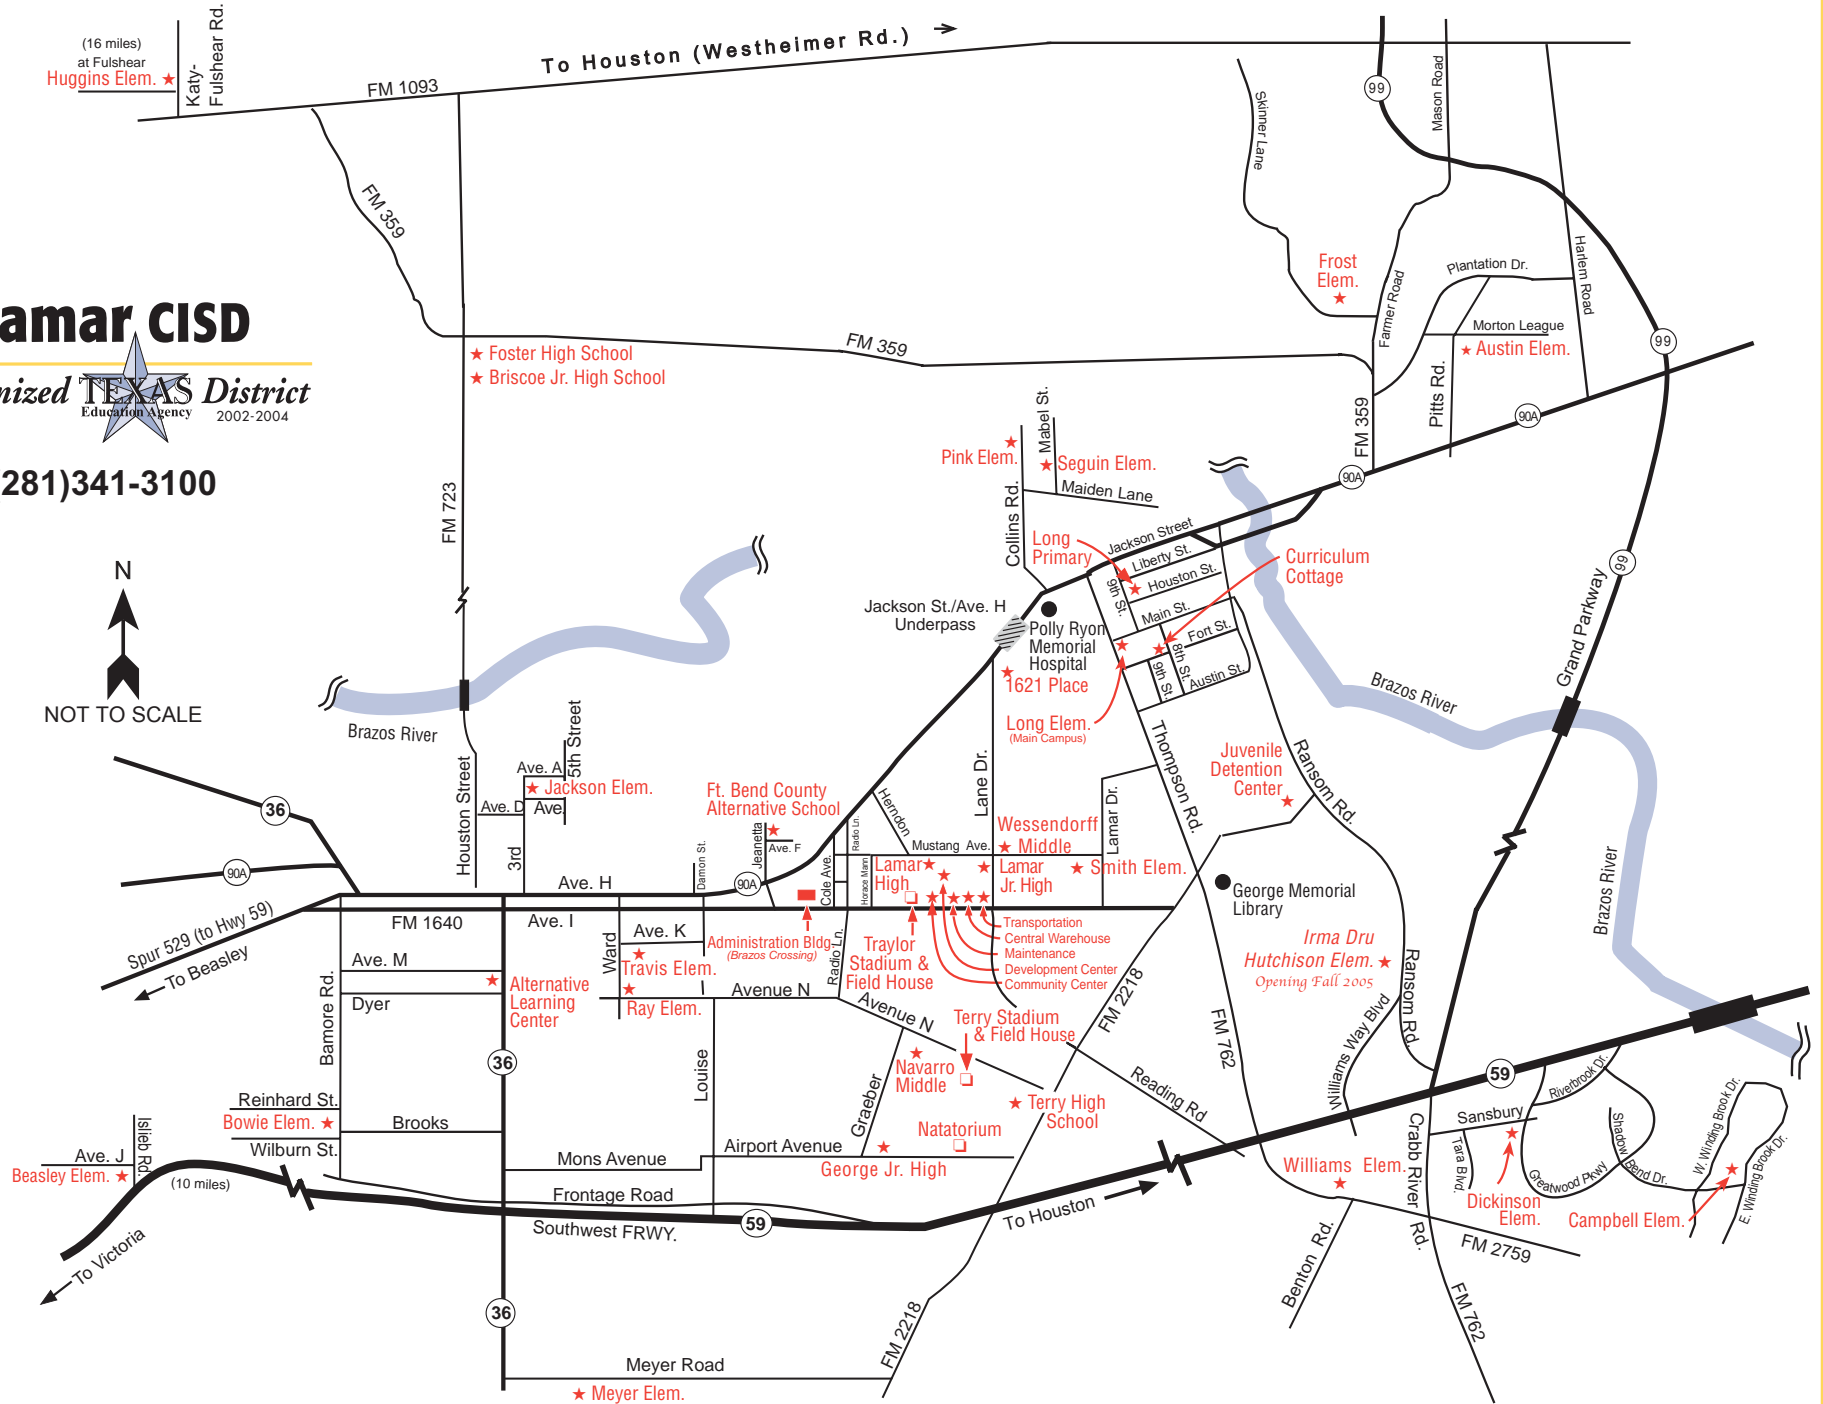 (16 miles)
at Fulshear
Huggins Elem.
Katy-
Fulshear Rd.
FM 1093
To Houston (Westheimer Rd.)
99
Mason Road
Skinner Lane
FM 359
Frost
Elem.
Farmer Road
Plantation Dr.
Harlem Road
Morton League
Austin Elem.
99
amar CISD
nized TEXAS District
Education Agency
2002-2004
281)341-3100
Foster High School
Briscoe Jr. High School
FM 359
FM 359
Pitts Rd.
90A
90A
FM 723
Pink Elem.
Mabel St.
Seguin Elem.
Maiden Lane
Collins Rd.
Long
Primary
Jackson Street
Liberty St.
Houston St.
9th St.
Main St.
Fort St.
8th St.
9th St.
Austin St.
Curriculum
Cottage
99
Grand Parkway
N
NOT TO SCALE
Jackson St./Ave. H
Underpass
Polly Ryon
Memorial
Hospital
1621 Place
Long Elem.
(Main Campus)
Brazos River
Brazos River
Brazos River
Thompson Rd.
Juvenile
Detention
Center
Ransom Rd.
36
90A
Houston Street
Ave. A
5th Street
Jackson Elem.
Ave. D
Ave.
3rd
Ft. Bend County
Alternative School
Jeanetta
Ave. F
Damon St.
90A
Ave. H
Cole Ave.
Radio Ln.
Horace Mann
Herndon
Mustang Ave.
Lane Dr.
Lamar Dr.
Wessendorff
Middle
Lamar
High
Lamar
Jr. High
Smith Elem.
George Memorial
Library
Spur 529 (to Hwy 59)
To Beasley
FM 1640
Ave. I
Ave. K
Ward
Travis Elem.
Ray Elem.
Administration Bldg.
(Brazos Crossing)
Radio Ln.
Traylor
Stadium &
Field House
Transportation
Central Warehouse
Maintenance
Development Center
Community Center
Irma Dru
Hutchison Elem.
Opening Fall 2005
Ransom Rd.
Ave. M
Dyer
Bamore Rd.
Alternative
Learning
Center
Avenue N
Avenue N
FM 2218
FM 762
Williams Way Blvd
Terry Stadium
& Field House
Navarro
Middle
36
Louise
Graeber
Reading Rd
Terry High
School
Natatorium
59
Reinhard St.
Bowie Elem.
Wilburn St.
Brooks
Islieb Rd.
Ave. J
Beasley Elem.
(10 miles)
Mons Avenue
Airport Avenue
George Jr. High
Frontage Road
Southwest FRWY.
59
To Houston
To Victoria
Williams Elem.
Crabb River Rd.
Sansbury
Riverbrook Dr.
Tara Blvd.
Greatwood Pkwy
Shadow Bend Dr.
W. Winding Brook Dr.
E. Winding Brook Dr.
Dickinson
Elem.
Campbell Elem.
Benton Rd.
FM 2759
FM 762
36
FM 2218
Meyer Road
Meyer Elem.